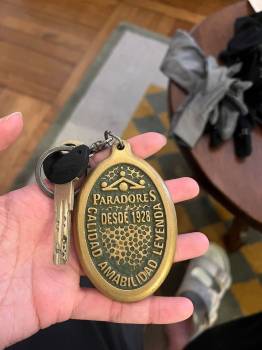 PARADORES
DESDE 1928
CALIDAD AMABILIDAD LEYENDA